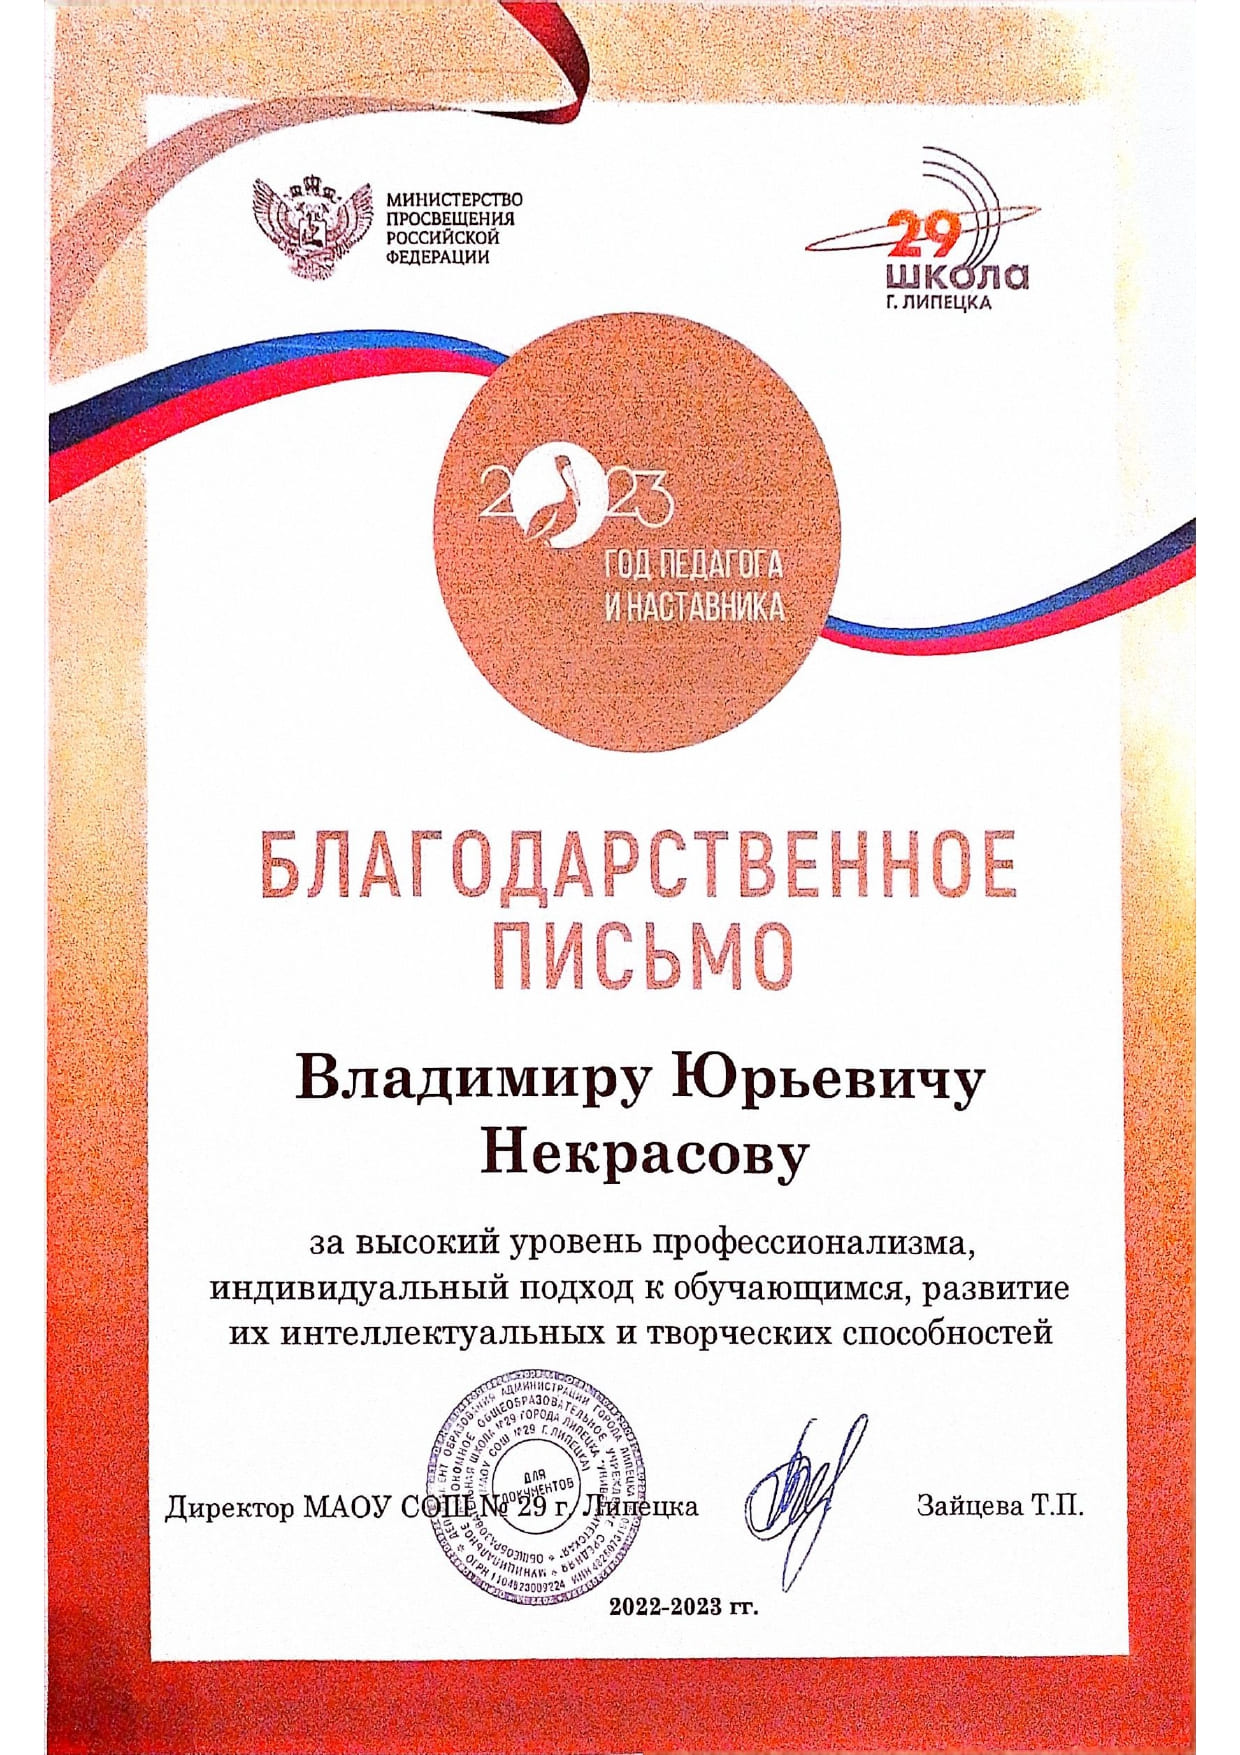 МИНИСТЕРСТВО
ПРОСВЕЩЕНИЯ
РОССИЙСКОЙ
ФЕДЕРАЦИИ
29
ШКОЛА
Г. ЛИПЕЦКА
2023
ГОД ПЕДАГОГА
И НАСТАВНИКА
БЛАГОДАРСТВЕННОЕ
ПИСЬМО
Владимиру Юрьевичу
Некрасову
за высокий уровень профессионализма,
индивидуальный подход к обучающимся, развитие
их интеллектуальных и творческих способностей
ДЛЯ
ДОКУМЕНТОВ
Директор МАОУ СОШ № 29 г. Липецка
Зайцева Т.П.
2022-2023 гг.